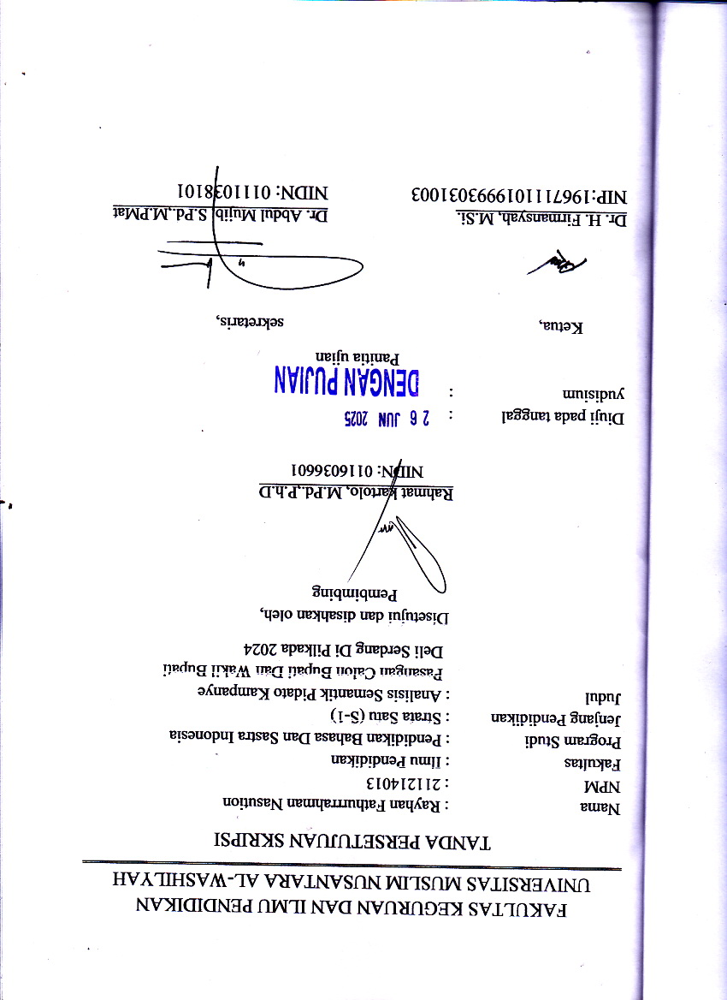 FAKULTAS KEGURUAN DAN ILMU PENDIDIKAN
UNIVERSITAS MUSLIM NUSANTARA AL-WASHILYAH
TANDA PERSETUJUAN SKRIPSI
Nama : Rayhan Fathurrahman Nasution
NPM : 211214013
Fakultas : Ilmu Pendidikan
Program Studi : Pendidikan Bahasa Dan Sastra Indonesia
Jenjang Pendidikan : Strata Satu (S-1)
Judul : Analisis Semantik Pidato Kampanye
Pasangan Calon Bupati Dan Wakil Bupati
Deli Serdang Di Pilkada 2024
Disetujui dan disahkan oleh,
Pembimbing
Rahmat kartolo, M.Pd.,P.h.D
NIDN: 0116036601
Diuji pada tanggal : 26 JUN 2025
yudisium : DENGAN PUJIAN
Panitia ujian
Ketua, sekretaris,
Dr. H. Firmansyah, M.Si. Dr. Abdul Mujib, S.Pd.,M.PMat
NIP:196711101999303­1003 NIDN: 0111038101